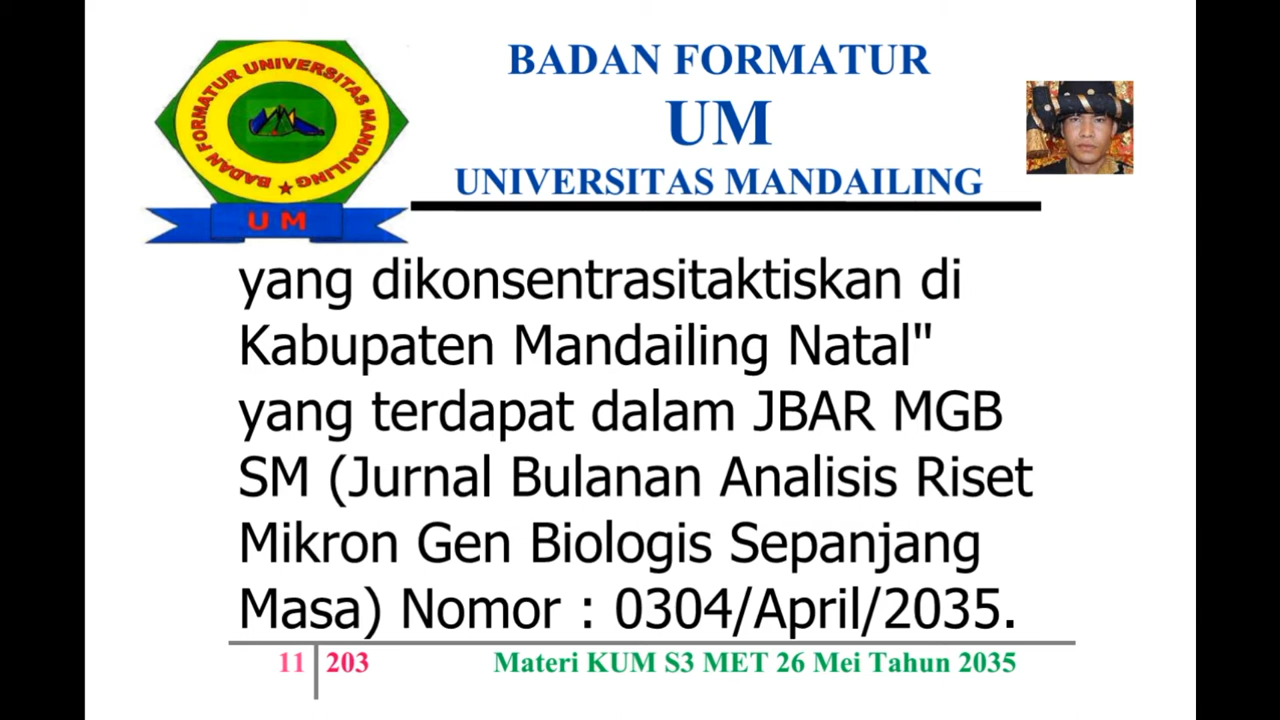 BADAN FORMATUR UNIVERSITAS MANDAILING
UM
BADAN FORMATUR
UM
UNIVERSITAS MANDAILING
yang dikonsentrasitaktiskan di
Kabupaten Mandailing Natal"
yang terdapat dalam JBAR MGB
SM (Jurnal Bulanan Analisis Riset
Mikron Gen Biologis Sepanjang
Masa) Nomor : 0304/April/2035.
11 203 Materi KUM S3 MET 26 Mei Tahun 2035